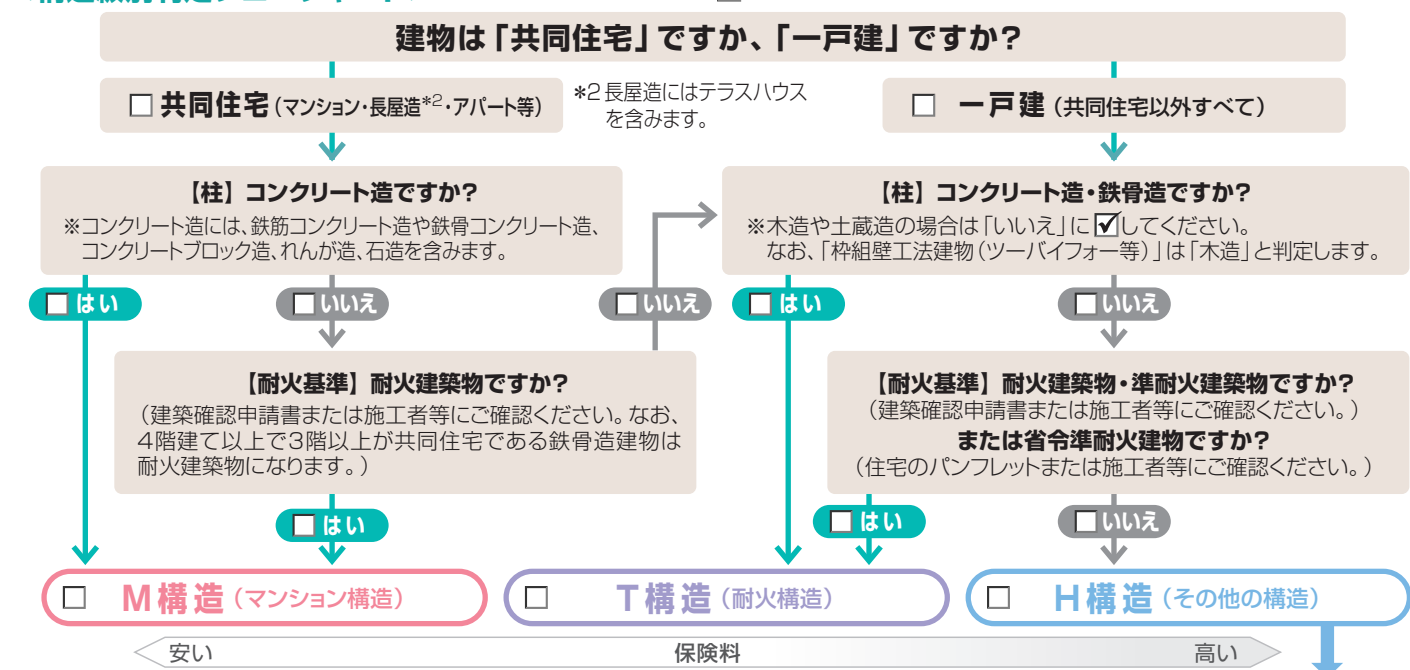 建物は「共同住宅」ですか、「一戸建」ですか？
□ 共同住宅（マンション・長屋造*2・アパート等）
*2 長屋造にはテラスハウス
を含みます。
□ 一戸建（共同住宅以外すべて）
【柱】コンクリート造ですか？
※コンクリート造には、鉄筋コンクリート造や鉄骨コンクリート造、
コンクリートブロック造、れんが造、石造を含みます。
【柱】コンクリート造・鉄骨造ですか？
※木造や土蔵造の場合は「いいえ」に☑してください。
なお、「枠組壁工法建物（ツーバイフォー等）」は「木造」と判定します。
□はい
□いいえ
□いいえ
□はい
□いいえ
【耐火基準】耐火建築物ですか？
（建築確認申請書または施工者等にご確認ください。なお、
4階建て以上で3階以上が共同住宅である鉄骨造建物は
耐火建築物になります。）
【耐火基準】耐火建築物・準耐火建築物ですか？
（建築確認申請書または施工者等にご確認ください。）
または省令準耐火建物ですか？
（住宅のパンフレットまたは施工者等にご確認ください。）
□はい
□はい
□いいえ
□ M構造（マンション構造）
□ T構造（耐火構造）
□ H構造（その他の構造）
安い 保険料 高い